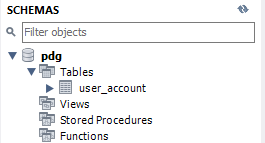 SCHEMAS
Filter objects
pdg
Tables
user_account
Views
Stored Procedures
Functions